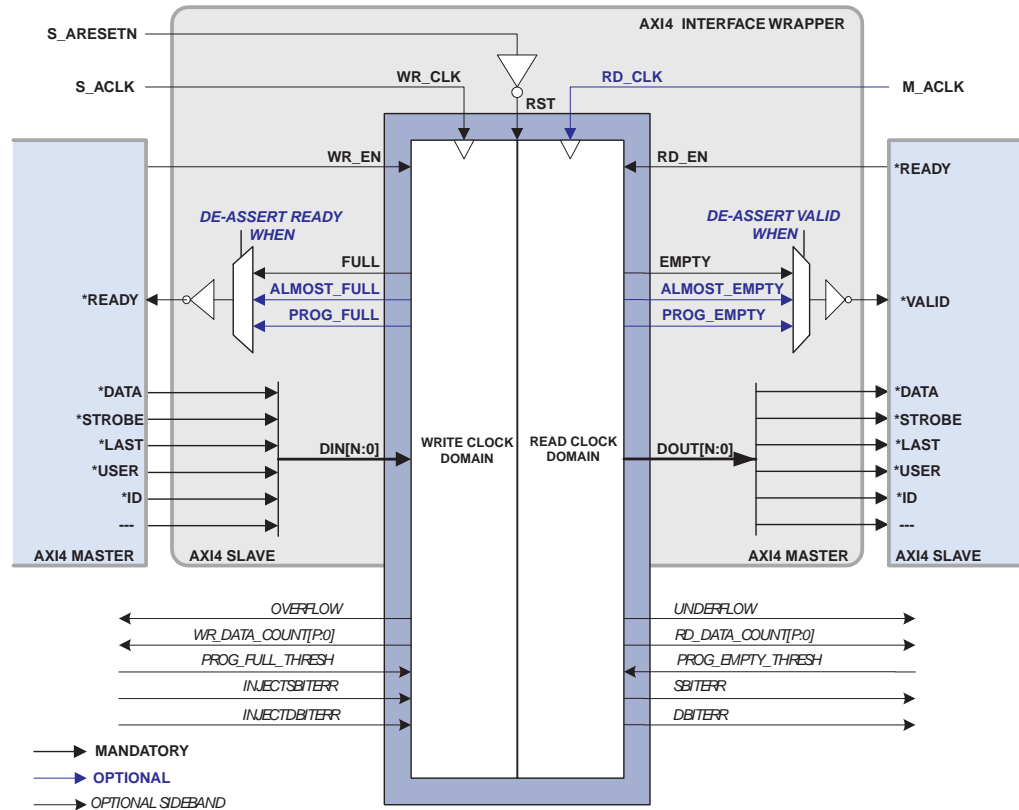 AXI4 INTERFACE WRAPPER
S_ARESETN
S_ACLK
WR_CLK
RD_CLK
M_ACLK
RST
WR_EN
RD_EN
*READY
DE-ASSERT READY
WHEN
DE-ASSERT VALID
WHEN
FULL
EMPTY
*READY
ALMOST_FULL
ALMOST_EMPTY
*VALID
PROG_FULL
PROG_EMPTY
*DATA
*DATA
*STROBE
*STROBE
*LAST
WRITE CLOCK
DOMAIN
READ CLOCK
DOMAIN
*LAST
DIN[N:0]
DOUT[N:0]
*USER
*USER
*ID
*ID
---
---
AXI4 MASTER
AXI4 SLAVE
AXI4 MASTER
AXI4 SLAVE
OVERFLOW
UNDERFLOW
WR_DATA_COUNT[P:0]
RD_DATA_COUNT[P:0]
PROG_FULL_THRESH
PROG_EMPTY_THRESH
INJECTSBITERR
SBITERR
INJECTDBITERR
DBITERR
MANDATORY
OPTIONAL
OPTIONAL SIDEBAND